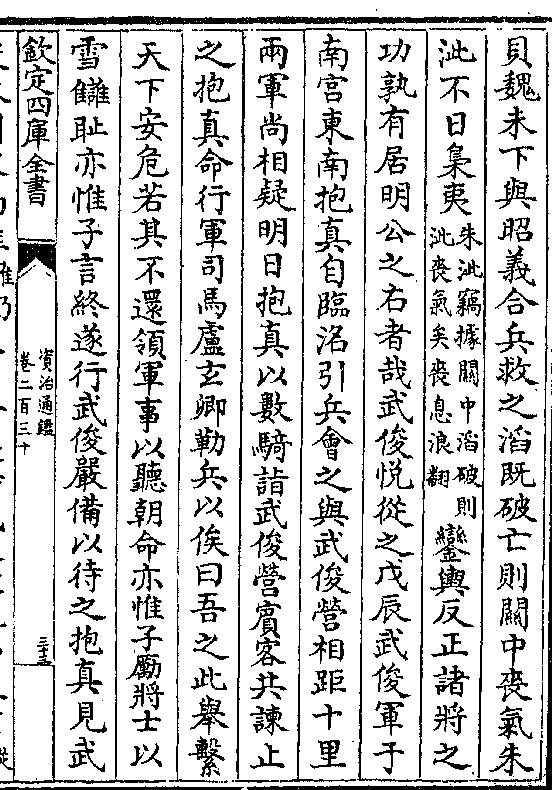 貝魏未下與昭義合兵救之滔既破亡則關中喪氣朱
泚不日梟夷朱泚竊據關中滔破則泚喪氣矣喪息浪翻鑾輿反正諸將之
功孰有居明公之右者哉武俊悅從之戊辰武俊軍于
南宮東南抱真自臨洺引兵會之與武俊營相距十里
兩軍尚相疑明日抱真以數騎詣武俊營賓客共諫止
之抱真命行軍司馬盧玄卿勒兵以俟曰吾之此舉繫
天下安危若其不還領軍事以聽朝命亦惟子勵將士以
雪讎耻亦惟子言終遂行武俊嚴備以待之抱真見武
欽定四庫全書
資治通鑑
卷二百三十
三十三